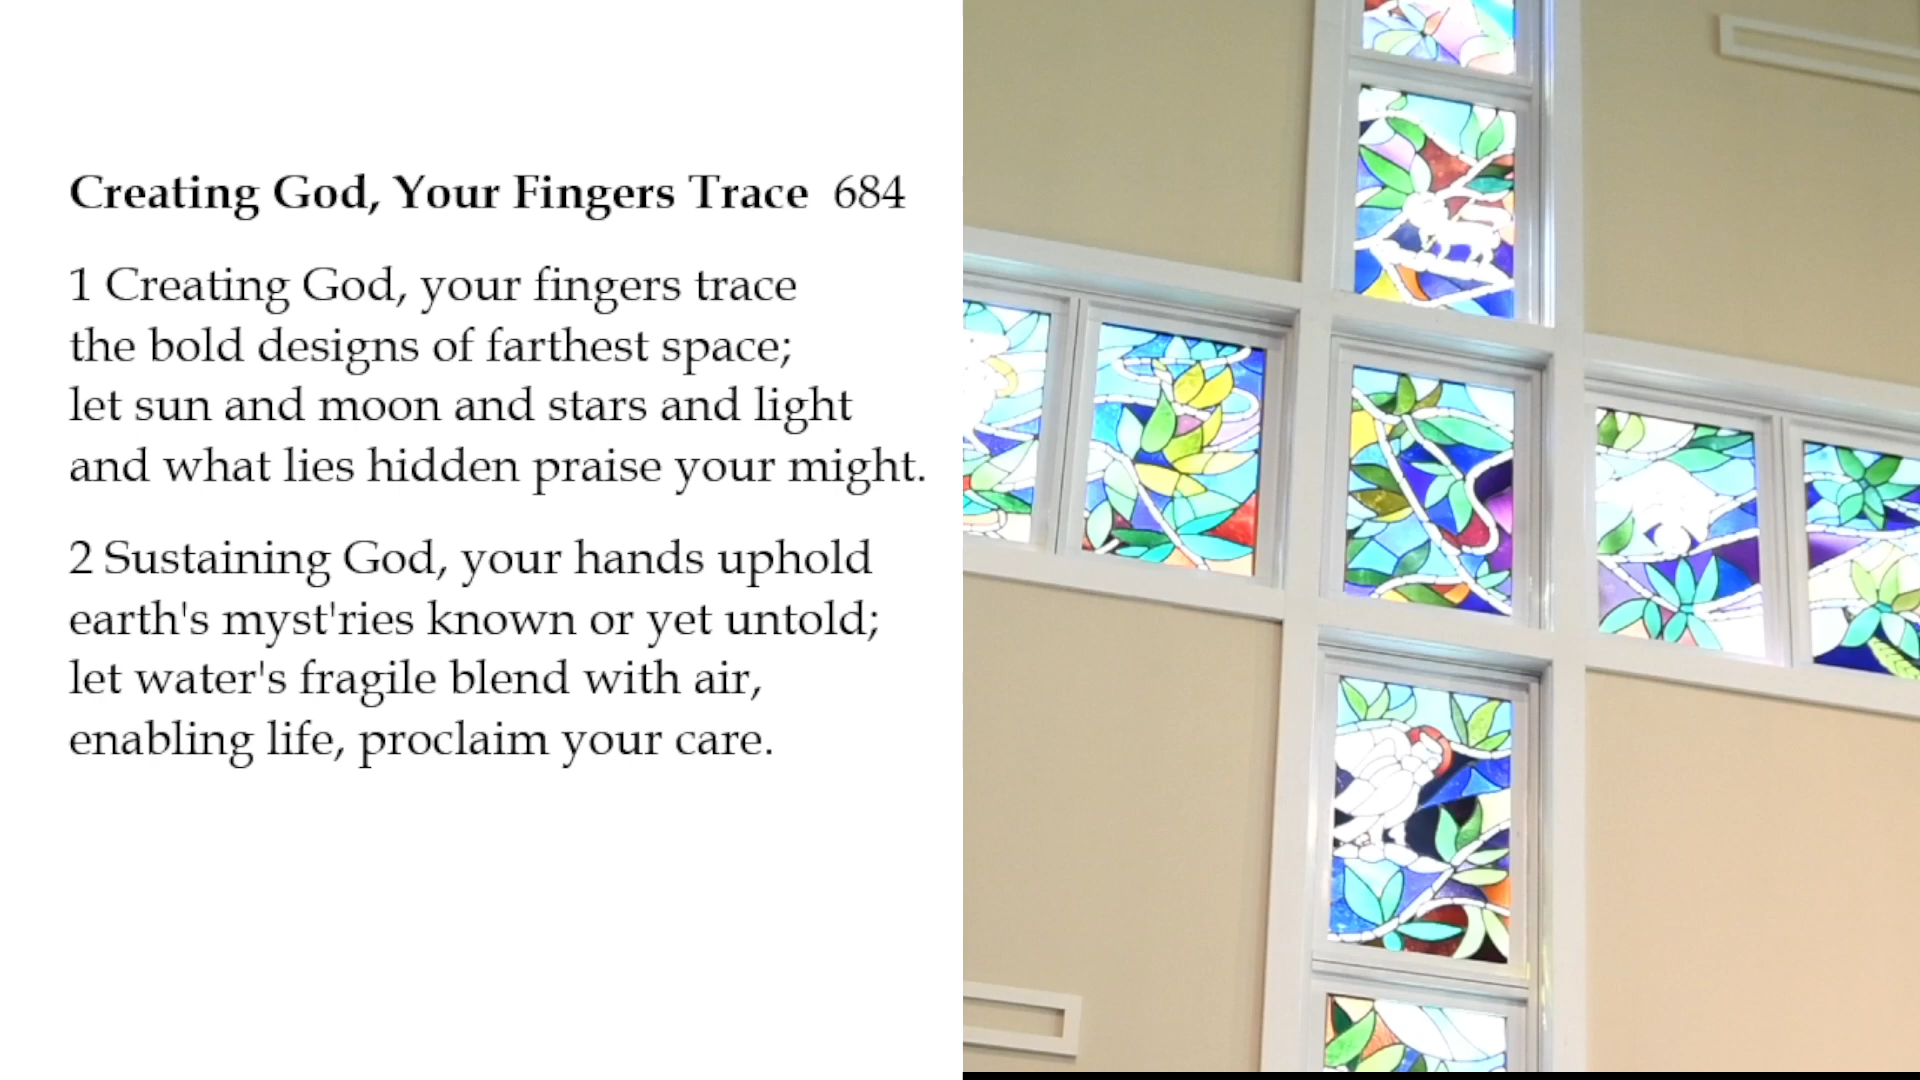 Creating God, Your Fingers Trace 684
1 Creating God, your fingers trace
the bold designs of farthest space;
let sun and moon and stars and light
and what lies hidden praise your might.
2 Sustaining God, your hands uphold
earth's myst'ries known or yet untold;
let water's fragile blend with air,
enabling life, proclaim your care.